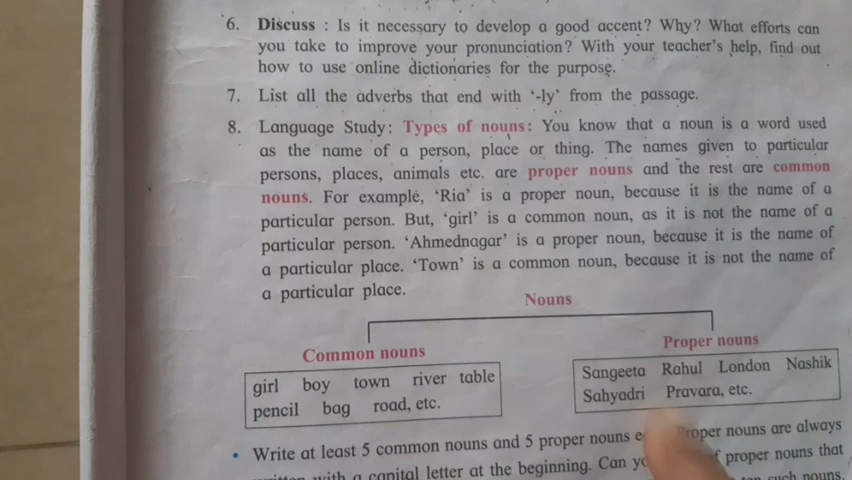 6. Discuss : Is it necessary to develop a good accent? Why? What efforts can
you take to improve your pronunciation? With your teacher's help, find out
how to use online dictionaries for the purpose.
7. List all the adverbs that end with '-ly' from the passage.
8. Language Study: Types of nouns: You know that a noun is a word used
as the name of a person, place or thing. The names given to particular
persons, places, animals etc. are proper nouns and the rest are common
nouns. For example, 'Ria' is a proper noun, because it is the name of a
particular person. But, 'girl' is a common noun, as it is not the name of a
particular person. 'Ahmednagar' is a proper noun, because it is the name of
a particular place. 'Town' is a common noun, because it is not the name of
a particular place.
Nouns
Common nouns
girl boy town river table
pencil bag road, etc.
Proper nouns
Sangeeta Rahul London Nashik
Sahyadri Pravara, etc.
• Write at least 5 common nouns and 5 proper nouns nouns are always
with a capital letter at the beginning. Can proper nouns that
such nouns.